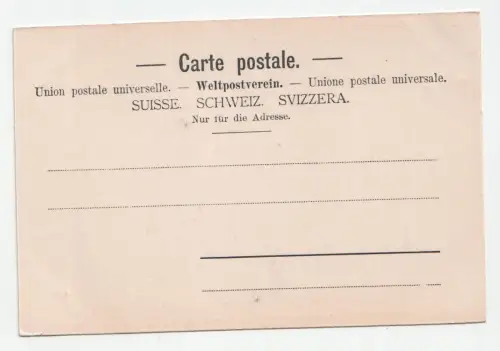 — Carte postale. —
Union postale universelle. — Weltpostverein. — Unione postale universale.
SUISSE. SCHWEIZ. SVIZZERA.
Nur für die Adresse.